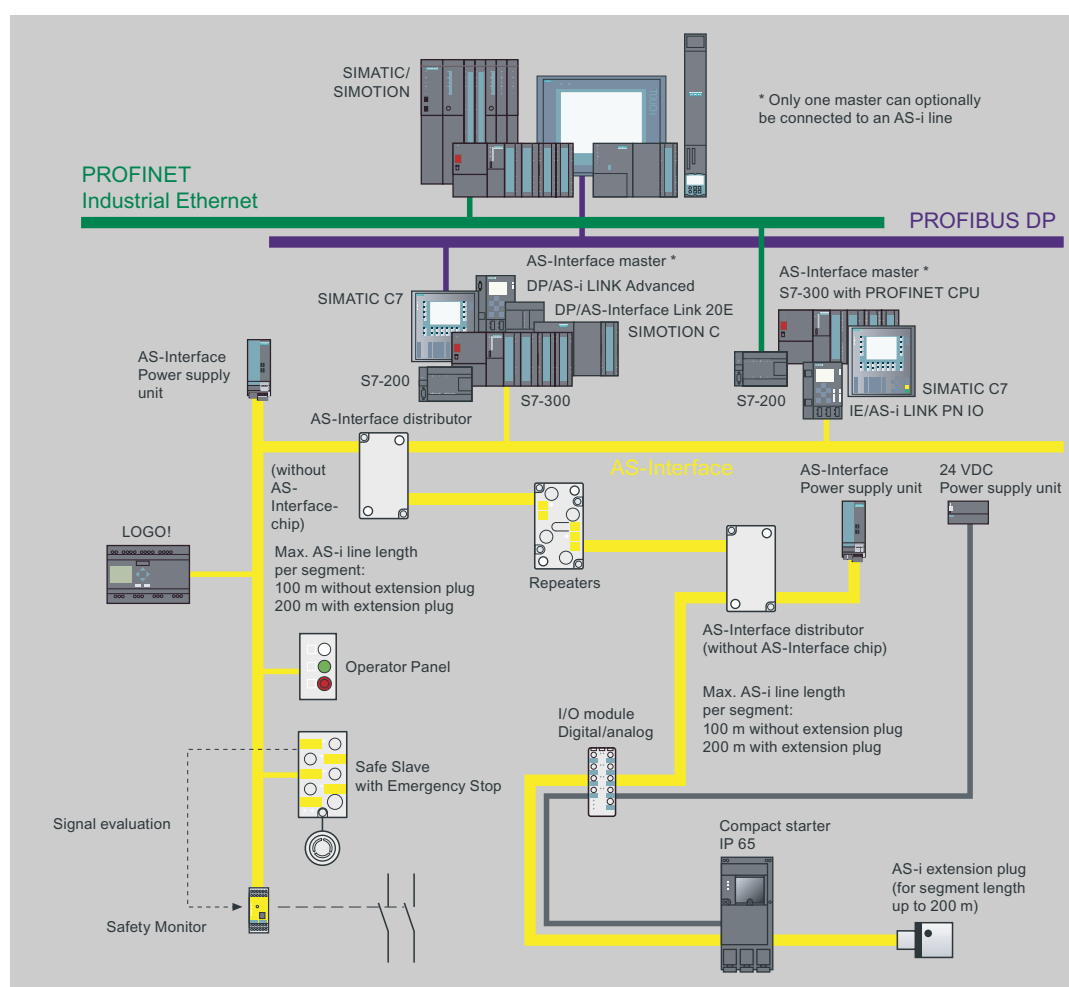 SIMATIC/
SIMOTION
* Only one master can optionally
be connected to an AS-i line
PROFINET
Industrial Ethernet
PROFIBUS DP
AS-Interface master *
DP/AS-i LINK Advanced
DP/AS-Interface Link 20E
SIMOTION C
SIMATIC C7
S7-200
S7-300
AS-Interface master *
S7-300 with PROFINET CPU
SIMATIC C7
S7-200
IE/AS-i LINK PN IO
AS-Interface
Power supply
unit
AS-Interface distributor
(without
AS-
Interface-
chip)
AS-Interface
AS-Interface
Power supply unit
24 VDC
Power supply unit
LOGO!
Max. AS-i line length
per segment:
100 m without extension plug
200 m with extension plug
Repeaters
AS-Interface distributor
(without AS-Interface chip)
Operator Panel
Max. AS-i line length
per segment:
100 m without extension plug
200 m with extension plug
I/O module
Digital/analog
Safe Slave
with Emergency Stop
Signal evaluation
Compact starter
IP 65
AS-i extension plug
(for segment length
up to 200 m)
Safety Monitor